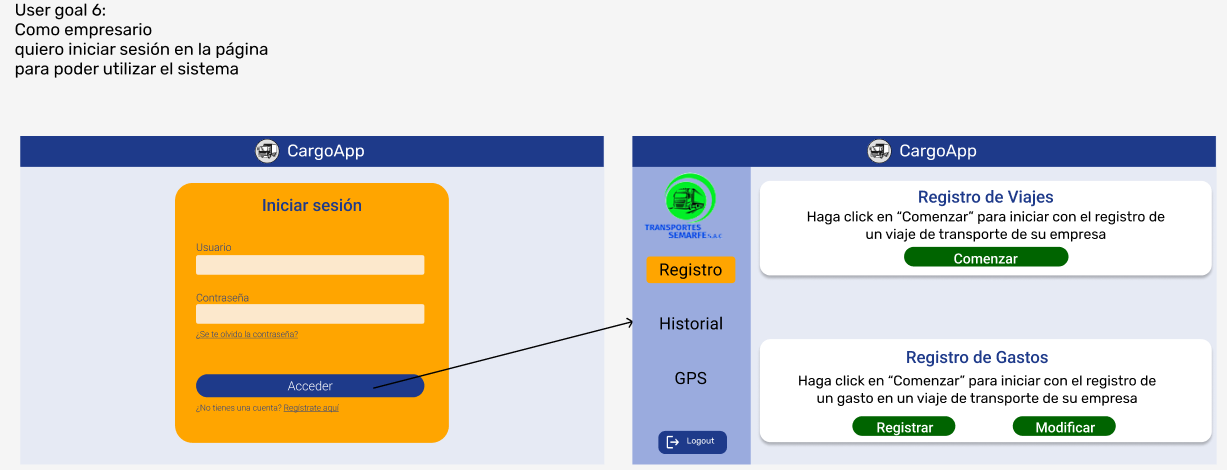 User goal 6:
Como empresario
quiero iniciar sesión en la página
para poder utilizar el sistema
CargoApp
Iniciar sesión
Usuario
Contraseña
¿Se te olvido la contraseña?
Acceder
¿No tienes una cuenta? Regístrate aquí
CargoApp
TRANSPORTES
SEMARFE S.A.C
Registro
Historial
GPS
Logout
Registro de Viajes
Haga click en “Comenzar” para iniciar con el registro de
un viaje de transporte de su empresa
Comenzar
Registro de Gastos
Haga click en “Comenzar” para iniciar con el registro de
un gasto en un viaje de transporte de su empresa
Registrar
Modificar